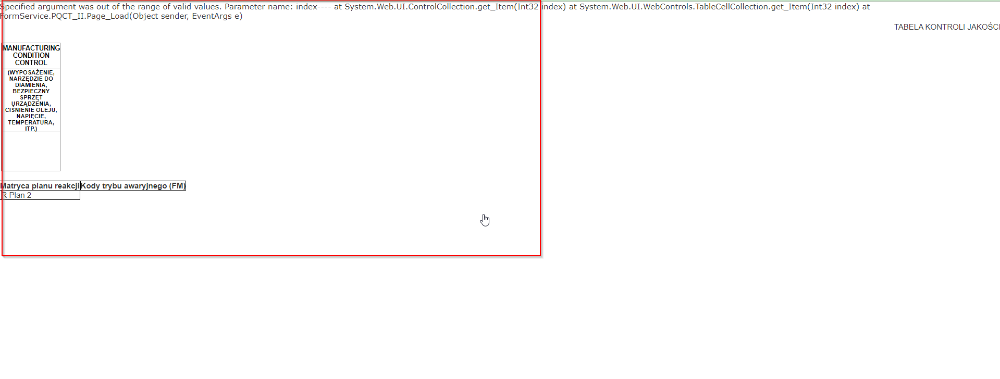 Specified argument was out of the range of valid values. Parameter name: index---- at System.Web.UI.ControlCollection.get_Item(Int32 index) at System.Web.UI.WebControls.TableCellCollection.get_Item(Int32 index) at
FormService.PQCT_II.Page_Load(Object sender, EventArgs e)
TABELA KONTROLI JAKOŚCI
MANUFACTURING
CONDITION
CONTROL
(WYPOSAŻENIE,
NARZĘDZIE DO
DIAMIENIA,
BEZPIECZNY
SPRZĘT
URZĄDZENIA,
CIŚNIENIE OLEJU,
NAPIĘCIE,
TEMPERATURA,
ITP.)
Matryca planu reakcji Kody trybu awaryjnego (FM)
R Plan 2